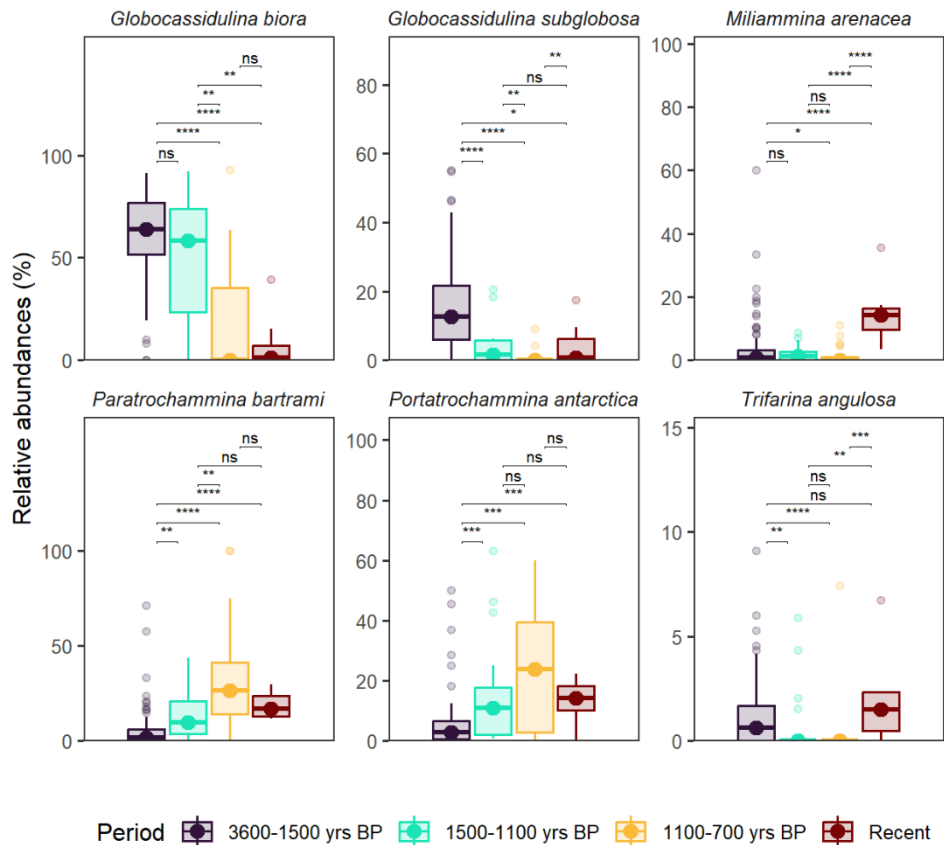 Globocassidulina biora
Globocassidulina subglobosa
Miliammina arenacea
ns
**
**
****
****
ns
100
50
0
**
ns
**
*
****
****
80
60
40
20
0
****
****
ns
****
*
ns
100
80
60
40
20
0
Relative abundances (%)
Paratrochammina bartrami
Portatrochammina antarctica
Trifarina angulosa
ns
ns
**
****
****
**
100
50
0
ns
ns
ns
***
***
***
100
80
60
40
20
0
***
**
ns
ns
****
**
15
10
5
0
Period 3600-1500 yrs BP 1500-1100 yrs BP 1100-700 yrs BP Recent